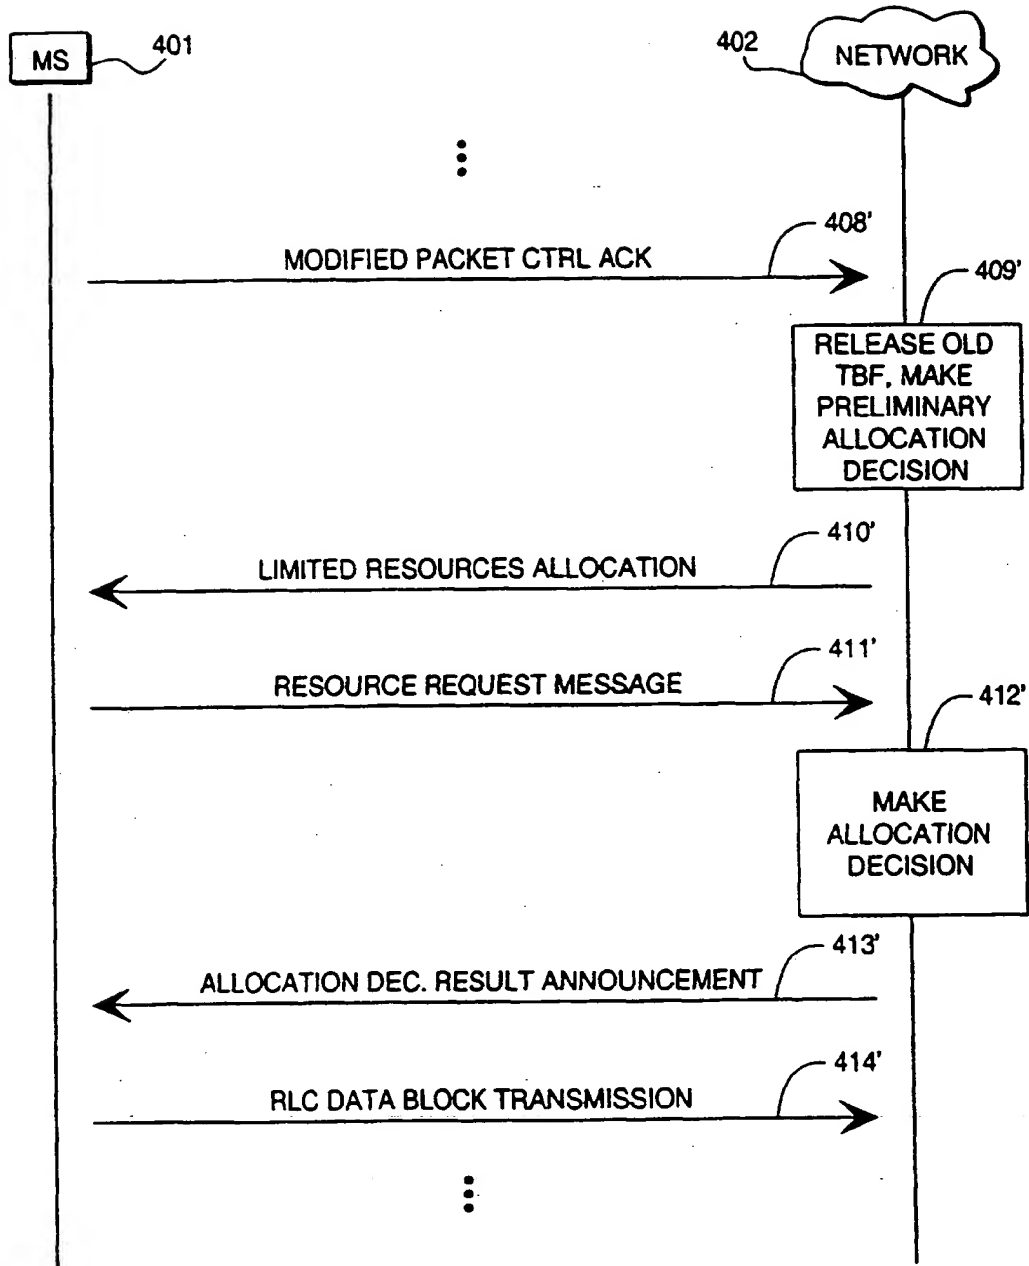 MS
401
402
NETWORK
408'
MODIFIED PACKET CTRL ACK
409'
RELEASE OLD
TBF, MAKE
PRELIMINARY
ALLOCATION
DECISION
410'
LIMITED RESOURCES ALLOCATION
411'
RESOURCE REQUEST MESSAGE
412'
MAKE
ALLOCATION
DECISION
413'
ALLOCATION DEC. RESULT ANNOUNCEMENT
414'
RLC DATA BLOCK TRANSMISSION